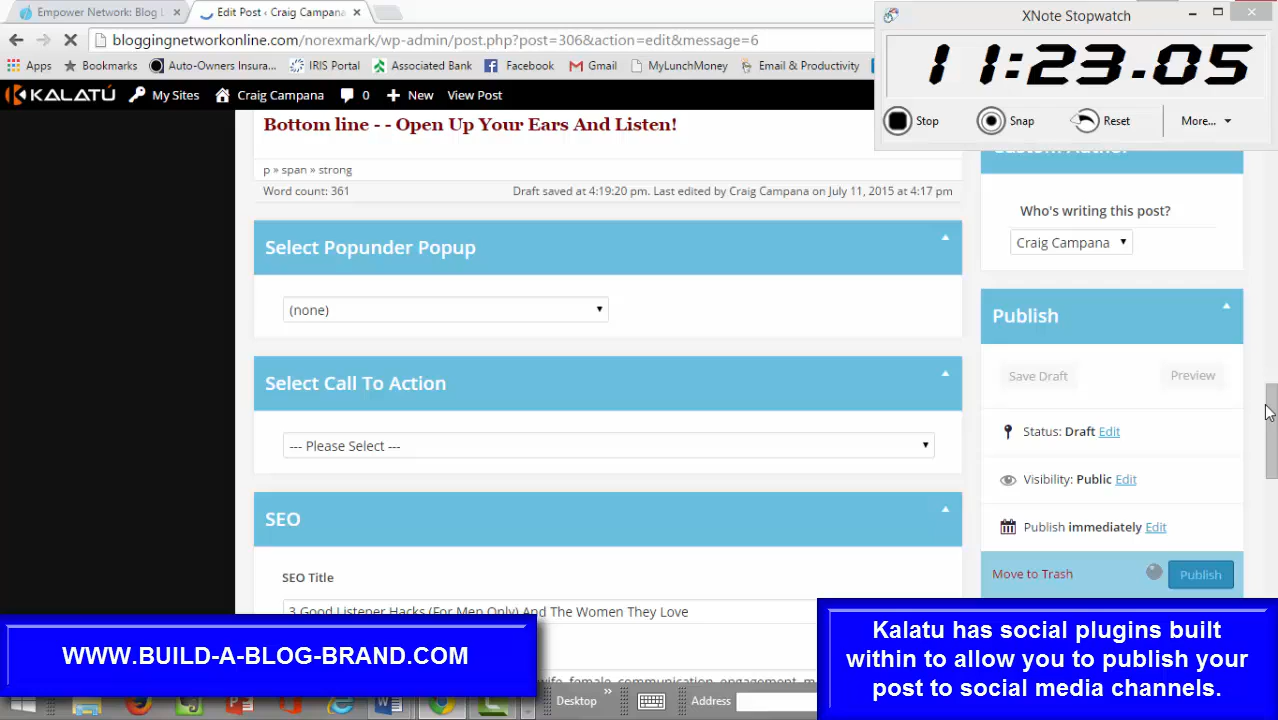 Empower Network: Blog
Edit Post ‹ Craig Campana
XNote Stopwatch
bloggingnetworkonline.com/norexmark/wp-admin/post.php?post=306&action=edit&message=6
11:23.05
Apps
Bookmarks
Auto-Owners Insura...
IRIS Portal
Associated Bank
Facebook
Gmail
MyLunchMoney
Email & Productivity
KALATÚ
My Sites
Craig Campana
0
New
View Post
Stop
Snap
Reset
More...
Bottom line - - Open Up Your Ears And Listen!
p » span » strong
Word count: 361
Draft saved at 4:19:20 pm. Last edited by Craig Campana on July 11, 2015 at 4:17 pm
Custom Author
Who's writing this post?
Craig Campana
Select Popunder Popup
(none)
Publish
Save Draft
Preview
Select Call To Action
--- Please Select ---
Status: Draft Edit
Visibility: Public Edit
Publish immediately Edit
Move to Trash
Publish
SEO
SEO Title
3 Good Listener Hacks (For Men Only) And The Women They Love
WWW.BUILD-A-BLOG-BRAND.COM
Kalatu has social plugins built
within to allow you to publish your
post to social media channels.
female, communication, engagement
Desktop
Address